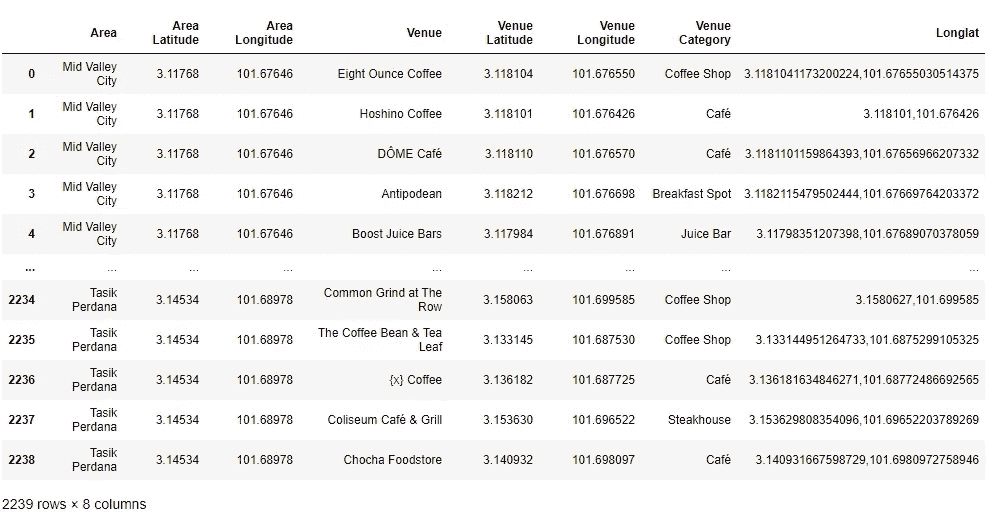 Area Area Latitude Area Longitude Venue Venue Latitude Venue Longitude Venue Category Longlat
0 Mid Valley City 3.11768 101.67646 Eight Ounce Coffee 3.118104 101.676550 Coffee Shop 3.1181041173200224,101.67655030514375
1 Mid Valley City 3.11768 101.67646 Hoshino Coffee 3.118101 101.676426 Café 3.118101,101.676426
2 Mid Valley City 3.11768 101.67646 DÔME Café 3.118110 101.676570 Café 3.1181101159864393,101.67656966207332
3 Mid Valley City 3.11768 101.67646 Antipodean 3.118212 101.676698 Breakfast Spot 3.1182115479502444,101.67669764203372
4 Mid Valley City 3.11768 101.67646 Boost Juice Bars 3.117984 101.676891 Juice Bar 3.11798351207398,101.67689070378059
... ... ... ... ... ... ... ... ...
2234 Tasik Perdana 3.14534 101.68978 Common Grind at The Row 3.158063 101.699585 Coffee Shop 3.1580627,101.699585
2235 Tasik Perdana 3.14534 101.68978 The Coffee Bean & Tea Leaf 3.133145 101.687530 Coffee Shop 3.133144951264733,101.6875299105325
2236 Tasik Perdana 3.14534 101.68978 {x} Coffee 3.136182 101.687725 Café 3.136181634846271,101.68772486692565
2237 Tasik Perdana 3.14534 101.68978 Coliseum Café & Grill 3.153630 101.696522 Steakhouse 3.153629808354096,101.69652203789269
2238 Tasik Perdana 3.14534 101.68978 Chocha Foodstore 3.140932 101.698097 Café 3.140931667598729,101.6980972758946
2239 rows × 8 columns